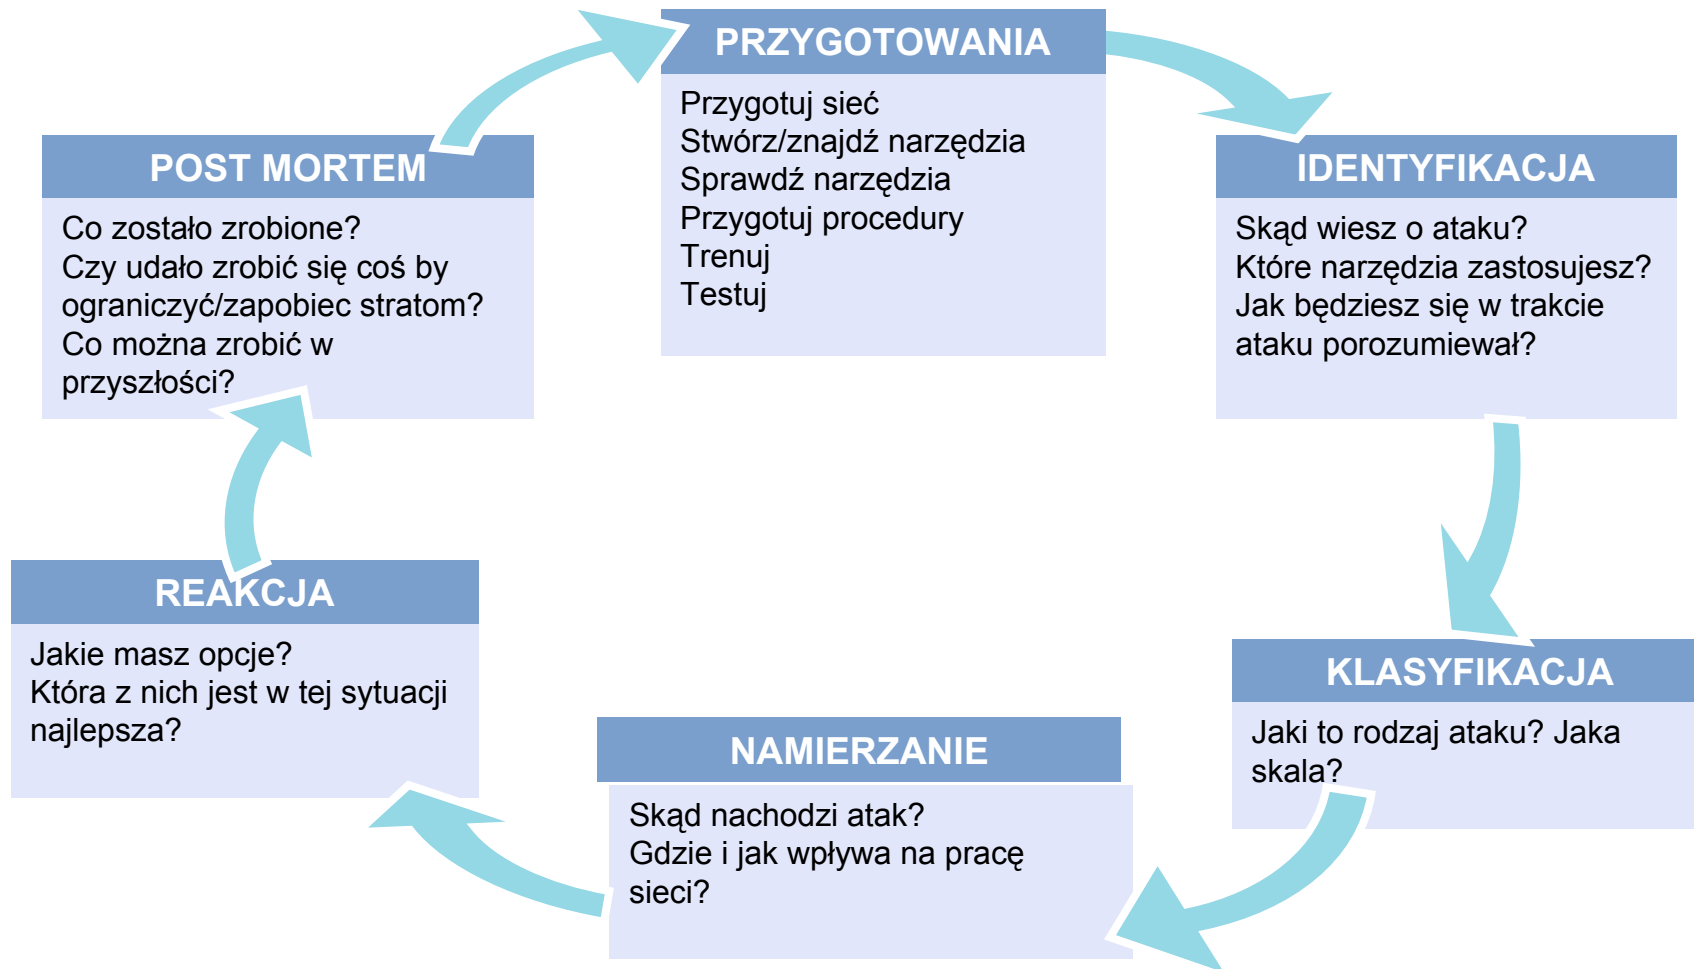 PRZYGOTOWANIA
Przygotuj sieć
Stwórz/znajdź narzędzia
Sprawdź narzędzia
Przygotuj procedury
Trenuj
Testuj
IDENTYFIKACJA
Skąd wiesz o ataku?
Które narzędzia zastosujesz?
Jak będziesz się w trakcie
ataku porozumiewał?
KLASYFIKACJA
Jaki to rodzaj ataku? Jaka
skala?
NAMIERZANIE
Skąd nachodzi atak?
Gdzie i jak wpływa na pracę
sieci?
REAKCJA
Jakie masz opcje?
Która z nich jest w tej sytuacji
najlepsza?
POST MORTEM
Co zostało zrobione?
Czy udało zrobić się coś by
ograniczyć/zapobiec stratom?
Co można zrobić w
przyszłości?